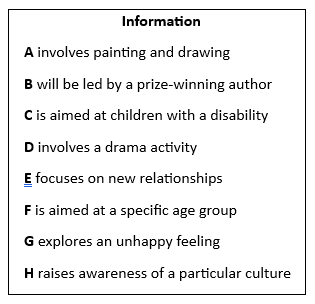 Information
A involves painting and drawing
B will be led by a prize-winning author
C is aimed at children with a disability
D involves a drama activity
E focuses on new relationships
F is aimed at a specific age group
G explores an unhappy feeling
H raises awareness of a particular culture